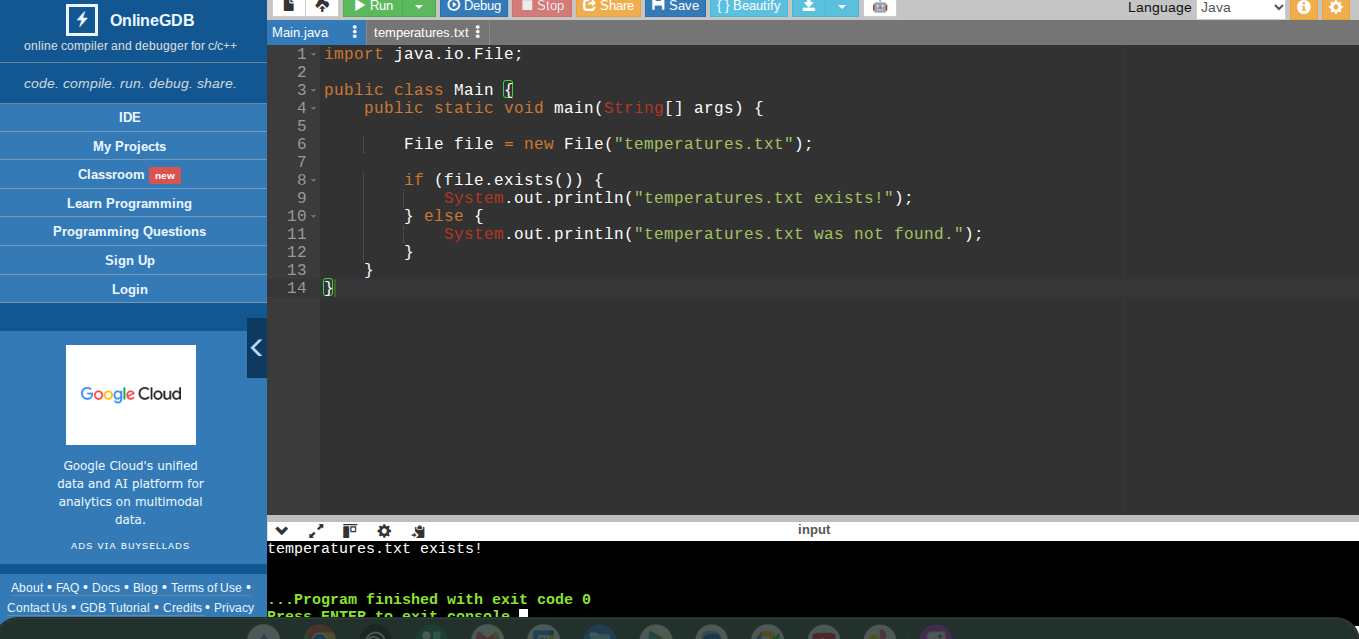 OnlineGDB
online compiler and debugger for c/c++
code. compile. run. debug. share.
IDE
My Projects
Classroom new
Learn Programming
Programming Questions
Sign Up
Login
Google Cloud
Google Cloud's unified
data and AI platform for
analytics on multimodal
data.
ADS VIA BUYSELLADS
About • FAQ • Docs • Blog • Terms of Use •
Contact Us • GDB Tutorial • Credits • Privacy
Run Debug Stop Share Save { } Beautify Language Java
Main.java temperatures.txt
1 import java.io.File;
2
3 public class Main {
4     public static void main(String[] args) {
5
6         File file = new File("temperatures.txt");
7
8         if (file.exists()) {
9             System.out.println("temperatures.txt exists!");
10         } else {
11             System.out.println("temperatures.txt was not found.");
12         }
13     }
14 }
input
temperatures.txt exists!
...Program finished with exit code 0
Press ENTER to exit console.